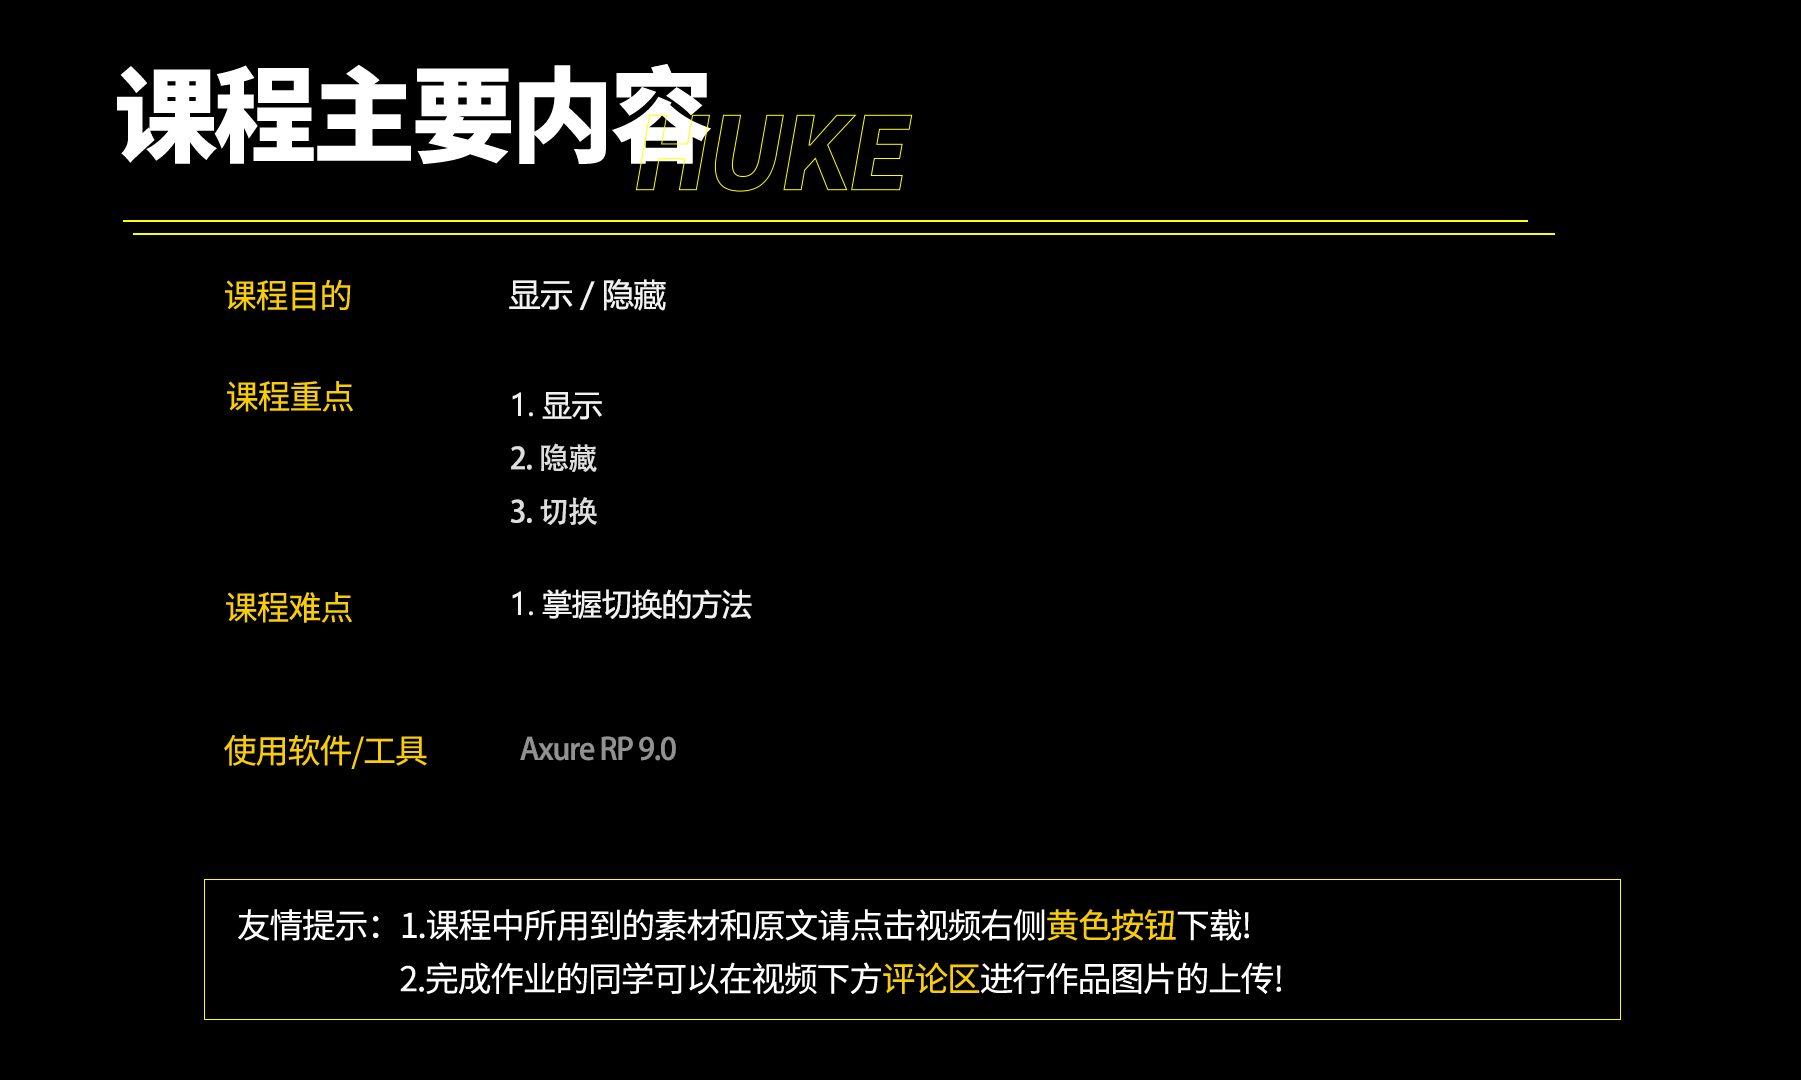 课程主要内容
HUKE
课程目的 显示 / 隐藏
课程重点 1. 显示
2. 隐藏
3. 切换
课程难点 1. 掌握切换的方法
使用软件/工具 Axure RP 9.0
友情提示：1.课程中所用到的素材和原文请点击视频右侧黄色按钮下载!
2.完成作业的同学可以在视频下方评论区进行作品图片的上传!